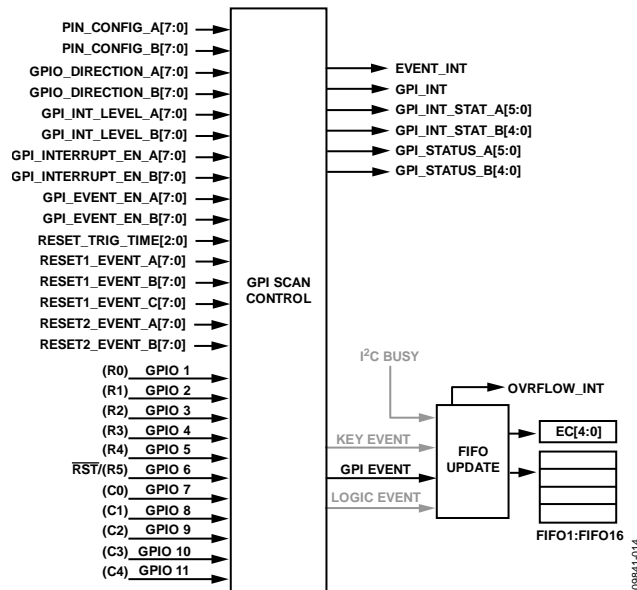 PIN_CONFIG_A[7:0]
PIN_CONFIG_B[7:0]
GPIO_DIRECTION_A[7:0]
GPIO_DIRECTION_B[7:0]
GPI_INT_LEVEL_A[7:0]
GPI_INT_LEVEL_B[7:0]
GPI_INTERRUPT_EN_A[7:0]
GPI_INTERRUPT_EN_B[7:0]
GPI_EVENT_EN_A[7:0]
GPI_EVENT_EN_B[7:0]
RESET_TRIG_TIME[2:0]
RESET1_EVENT_A[7:0]
RESET1_EVENT_B[7:0]
RESET1_EVENT_C[7:0]
RESET2_EVENT_A[7:0]
RESET2_EVENT_B[7:0]
(R0) GPIO 1
(R1) GPIO 2
(R2) GPIO 3
(R3) GPIO 4
(R4) GPIO 5
RST/(R5) GPIO 6
(C0) GPIO 7
(C1) GPIO 8
(C2) GPIO 9
(C3) GPIO 10
(C4) GPIO 11
GPI SCAN
CONTROL
EVENT_INT
GPI_INT
GPI_INT_STAT_A[5:0]
GPI_INT_STAT_B[4:0]
GPI_STATUS_A[5:0]
GPI_STATUS_B[4:0]
I²C BUSY
KEY EVENT
GPI EVENT
LOGIC EVENT
FIFO
UPDATE
OVRFLOW_INT
EC[4:0]
FIFO1:FIFO16
09841-014